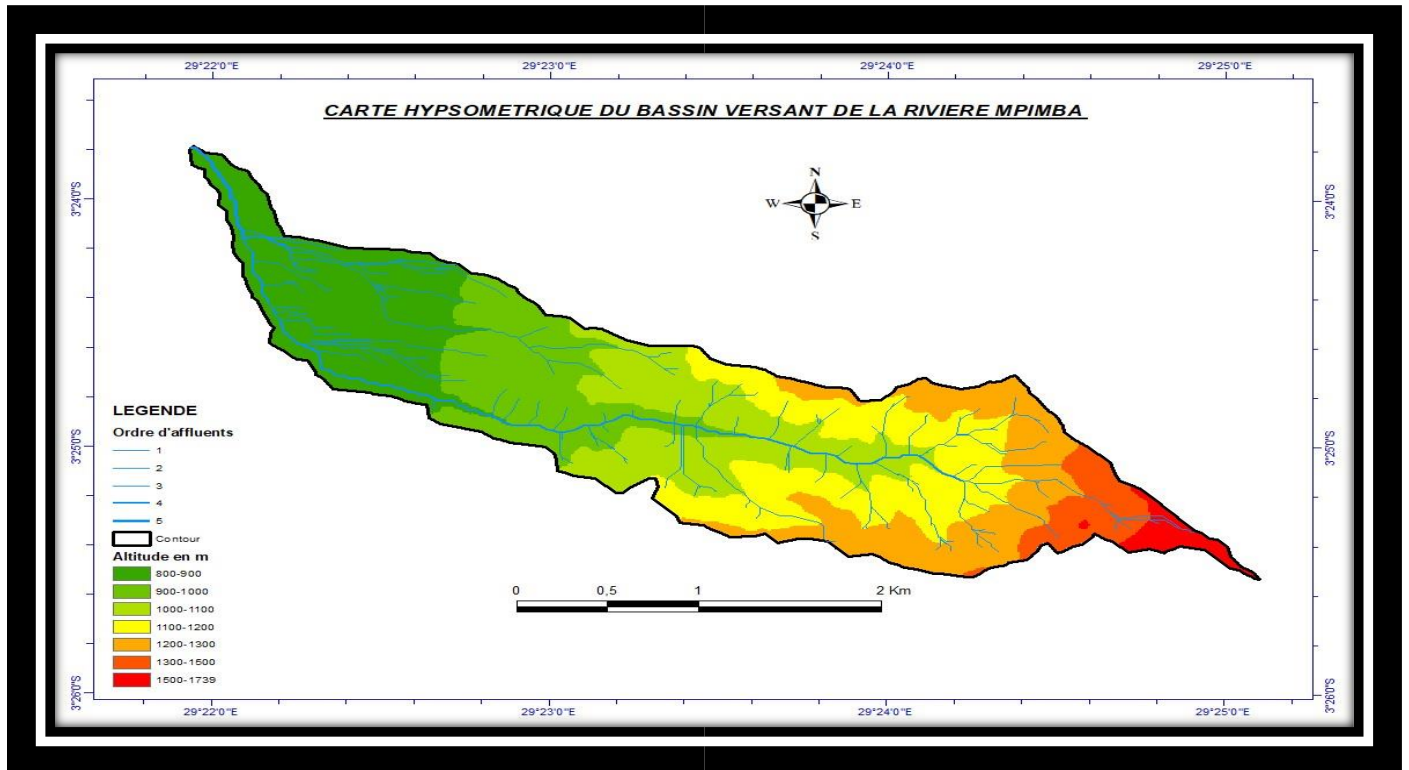 29°22'0"E
29°23'0"E
29°24'0"E
29°25'0"E
CARTE HYPSOMETRIQUE DU BASSIN VERSANT DE LA RIVIERE MPIMBA
N
W
E
S
3°24'0"S
3°24'0"S
3°25'0"S
3°25'0"S
3°26'0"S
3°26'0"S
LEGENDE
Ordre d'affluents
1
2
3
4
5
Contour
Altitude en m
800-900
900-1000
1000-1100
1100-1200
1200-1300
1300-1500
1500-1739
0 0,5 1 2 Km
29°22'0"E
29°23'0"E
29°24'0"E
29°25'0"E